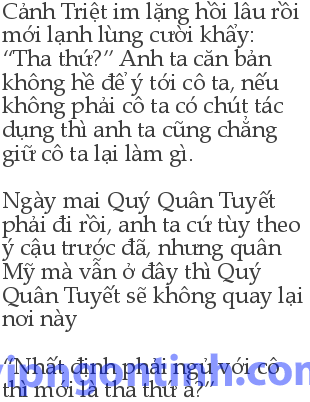 Cảnh Triệt im lặng hồi lâu rồi
mới lạnh lùng cười khẩy:
“Tha thứ?” Anh ta căn bản
không hề để ý tới cô ta, nếu
không phải cô ta có chút tác
dụng thì anh ta cũng chẳng
giữ cô ta lại làm gì.
Ngày mai Quý Quân Tuyết
phải đi rồi, anh ta cứ tùy theo
ý cậu trước đã, nhưng quân
Mỹ mà vẫn ở đây thì Quý
Quân Tuyết sẽ không quay lại
nơi này
“Nhất định phải ngủ với cô
thì mới là tha thứ à?”
vipngontinh.com